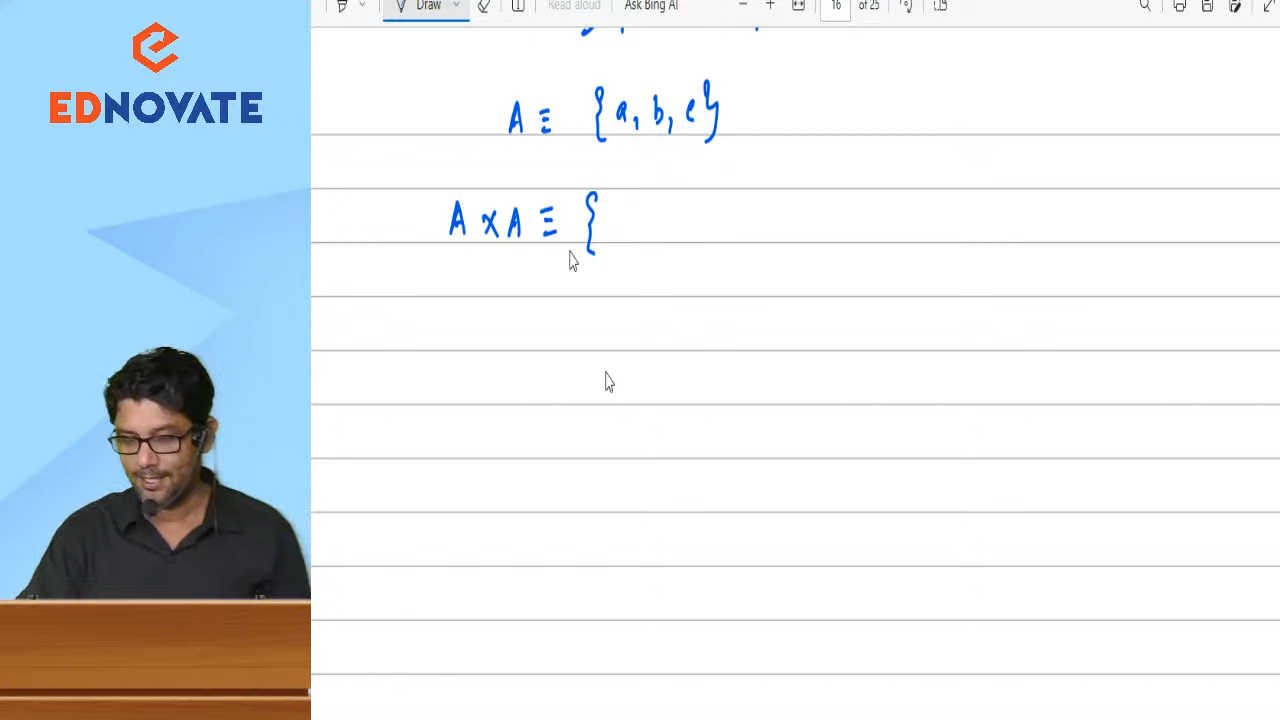 Draw
Read aloud
Ask Bing AI
16 of 25
EDNOVATE
A ≡ {a, b, c}
A × A ≡ {